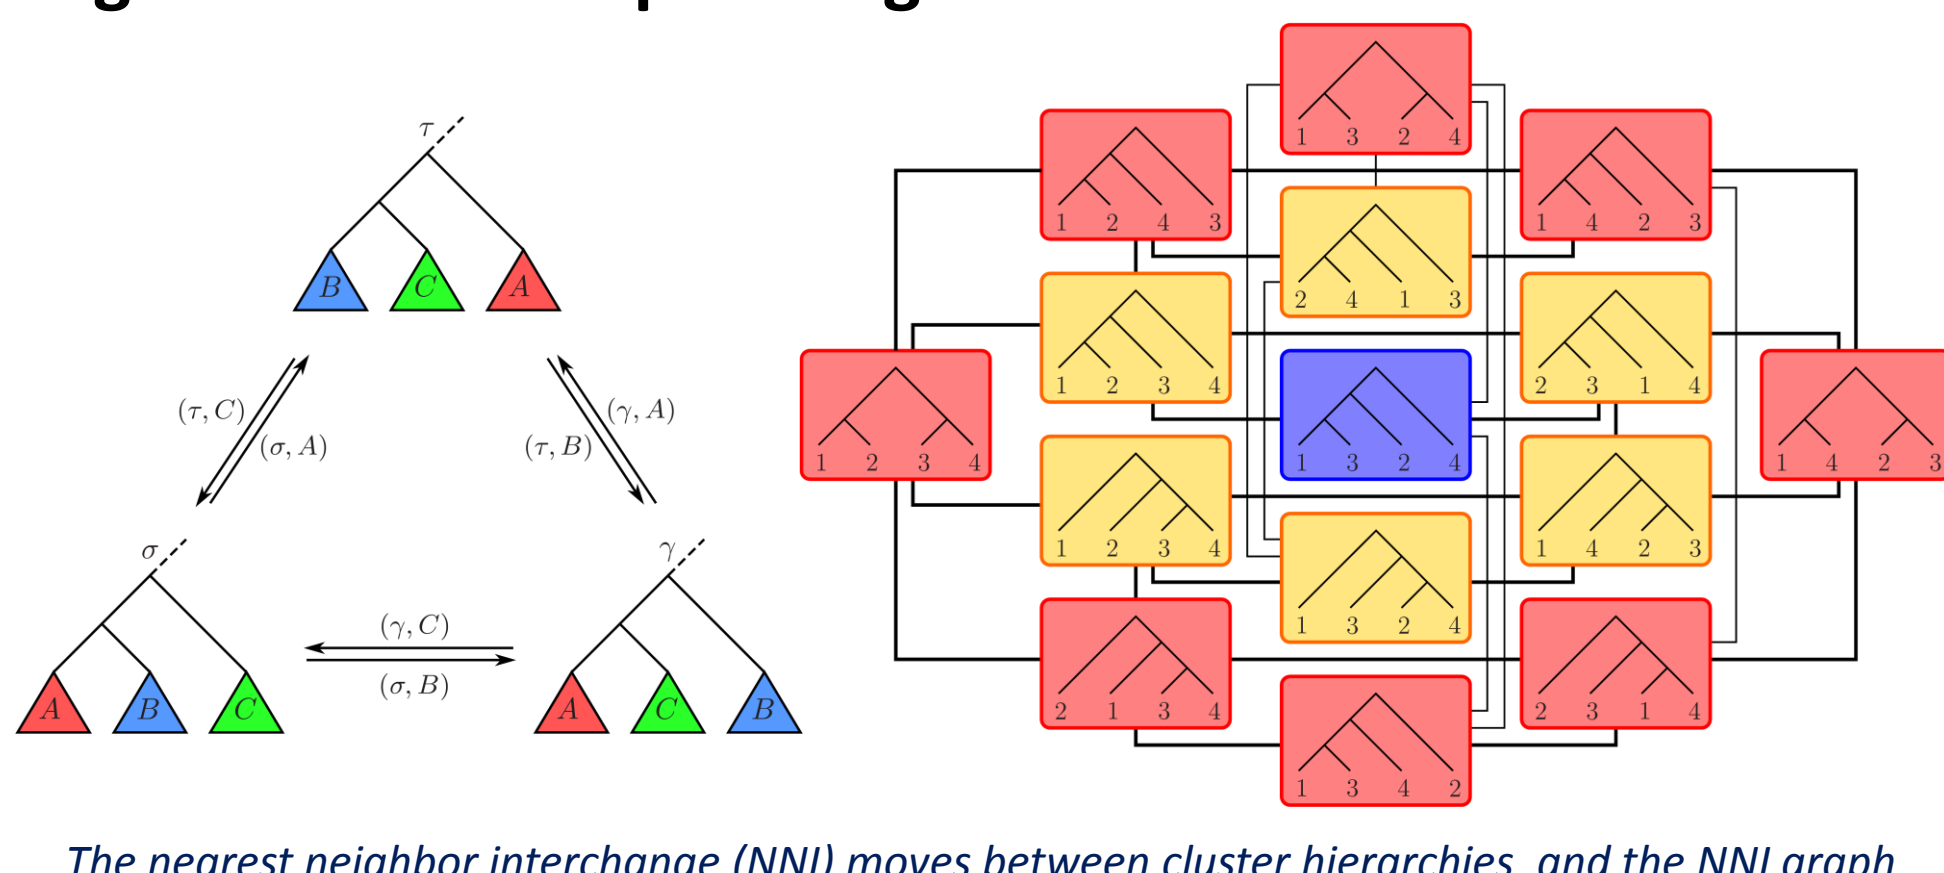 τ
B C A
(τ, C)
(σ, A)
(γ, A)
(τ, B)
σ
γ
(γ, C)
(σ, B)
A B C
A C B
1 3 2 4
1 2 4 3
1 4 2 3
2 4 1 3
1 2 3 4
2 3 1 4
1 2 3 4
1 3 2 4
1 4 2 3
1 2 3 4
1 4 2 3
1 3 2 4
2 1 3 4
2 3 1 4
1 3 4 2
The nearest neighbor interchange (NNI) moves between cluster hierarchies and the NNI graph